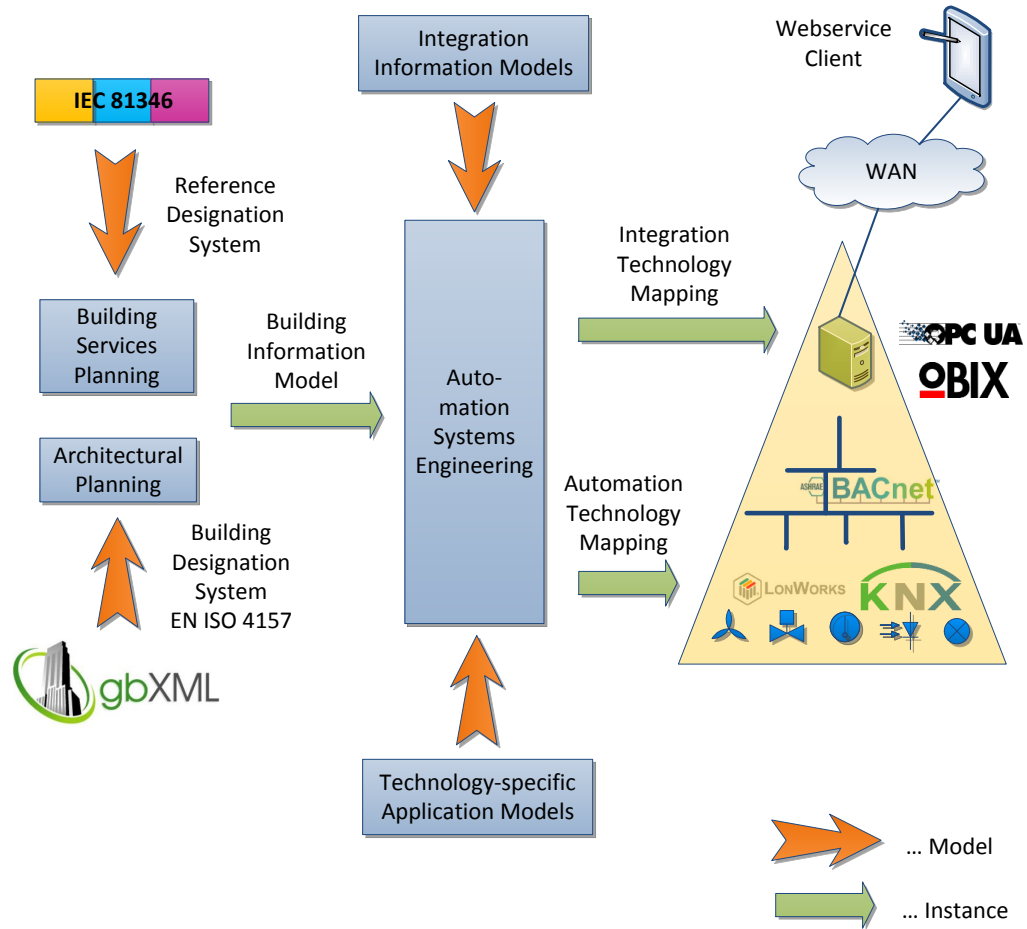 Integration
Information Models
Webservice
Client
IEC 81346
WAN
Reference
Designation
System
Integration
Technology
Mapping
Building
Services
Planning
Building
Information
Model
OPC UA
oBIX
Auto-
mation
Systems
Engineering
Architectural
Planning
Automation
Technology
Mapping
ASHRAE BACnet
Building
Designation
System
EN ISO 4157
LONWORKS
KNX
gbXML
Technology-specific
Application Models
... Model
... Instance